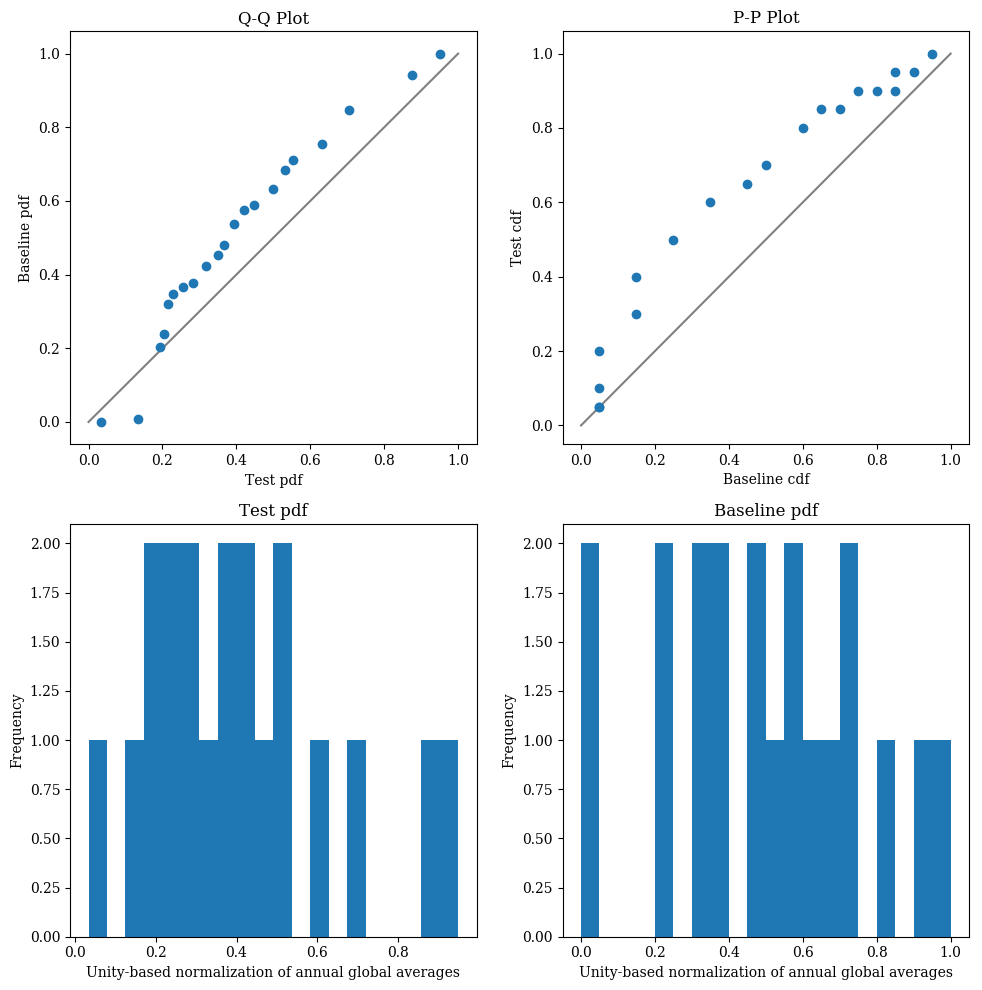 Q-Q Plot
1.0
0.8
0.6
0.4
0.2
0.0
Baseline pdf
0.0 0.2 0.4 0.6 0.8 1.0
Test pdf
P-P Plot
1.0
0.8
0.6
0.4
0.2
0.0
Test cdf
0.0 0.2 0.4 0.6 0.8 1.0
Baseline cdf
Test pdf
2.00
1.75
1.50
1.25
1.00
0.75
0.50
0.25
0.00
Frequency
0.0 0.2 0.4 0.6 0.8
Unity-based normalization of annual global averages
Baseline pdf
2.00
1.75
1.50
1.25
1.00
0.75
0.50
0.25
0.00
Frequency
0.0 0.2 0.4 0.6 0.8 1.0
Unity-based normalization of annual global averages